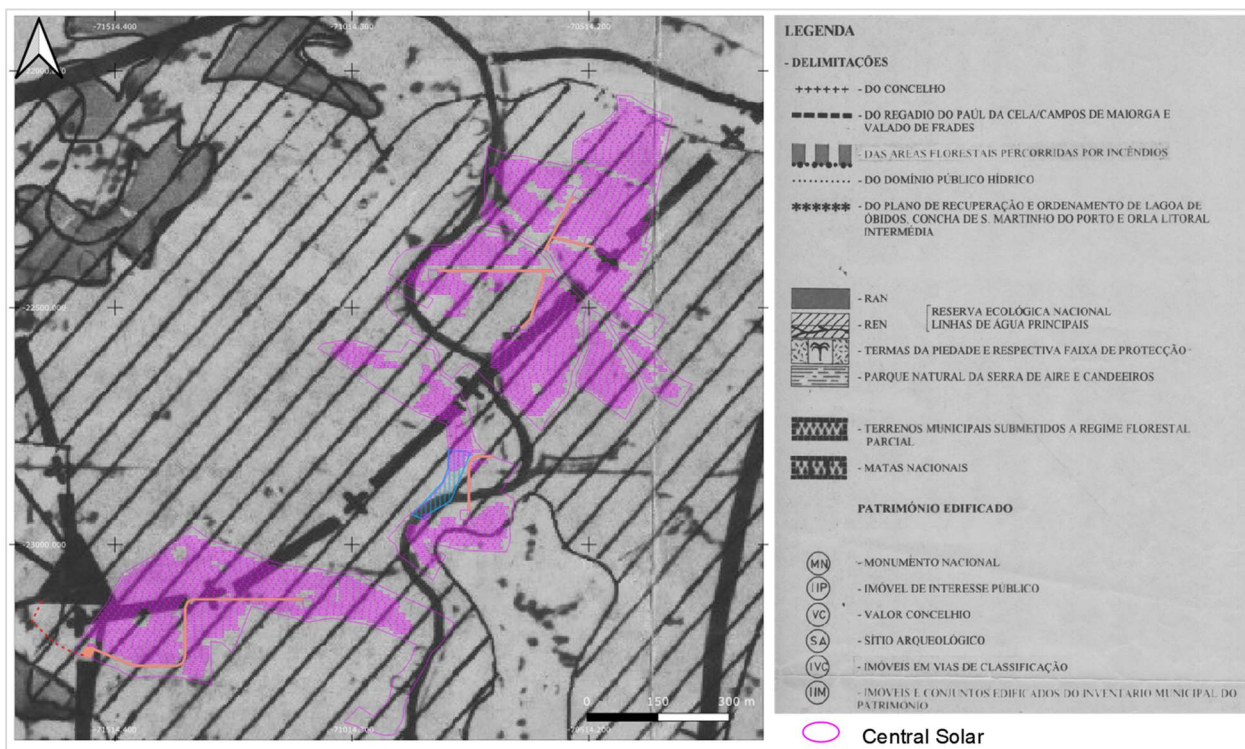 -71514.400
-71014.300
-70514.200
-22000.000
-22500.000
-23000.000
-71514.400
-71014.300
-70514.200
0 150 300 m
LEGENDA
- DELIMITAÇÕES
++++++ - DO CONCELHO
- DO REGADIO DO PAÚL DA CELA/CAMPOS DE MAIORGA E
VALADO DE FRADES
- DAS AREAS FLORESTAIS PERCORRIDAS POR INCÊNDIOS
- DO DOMÍNIO PÚBLICO HÍDRICO
****** - DO PLANO DE RECUPERAÇÃO E ORDENAMENTO DE LAGOA DE
ÓBIDOS, CONCHA DE S. MARTINHO DO PORTO E ORLA LITORAL
INTERMÉDIA
- RAN
- REN
RESERVA ECOLÓGICA NACIONAL
LINHAS DE ÁGUA PRINCIPAIS
- TERMAS DA PIEDADE E RESPECTIVA FAIXA DE PROTECÇÃO
- PARQUE NATURAL DA SERRA DE AIRE E CANDEEIROS
- TERRENOS MUNICIPAIS SUBMETIDOS A REGIME FLORESTAL
PARCIAL
- MATAS NACIONAIS
PATRIMÓNIO EDIFICADO
MN - MONUMENTO NACIONAL
IIP - IMÓVEL DE INTERESSE PÚBLICO
VC - VALOR CONCELHIO
SA - SÍTIO ARQUEOLÓGICO
IVC - IMÓVEIS EM VIAS DE CLASSIFICAÇÃO
IIM - IMOVEIS E CONJUNTOS EDIFICADOS DO INVENTARIO MUNICIPAL DO
PATRIMÓNIO
Central Solar